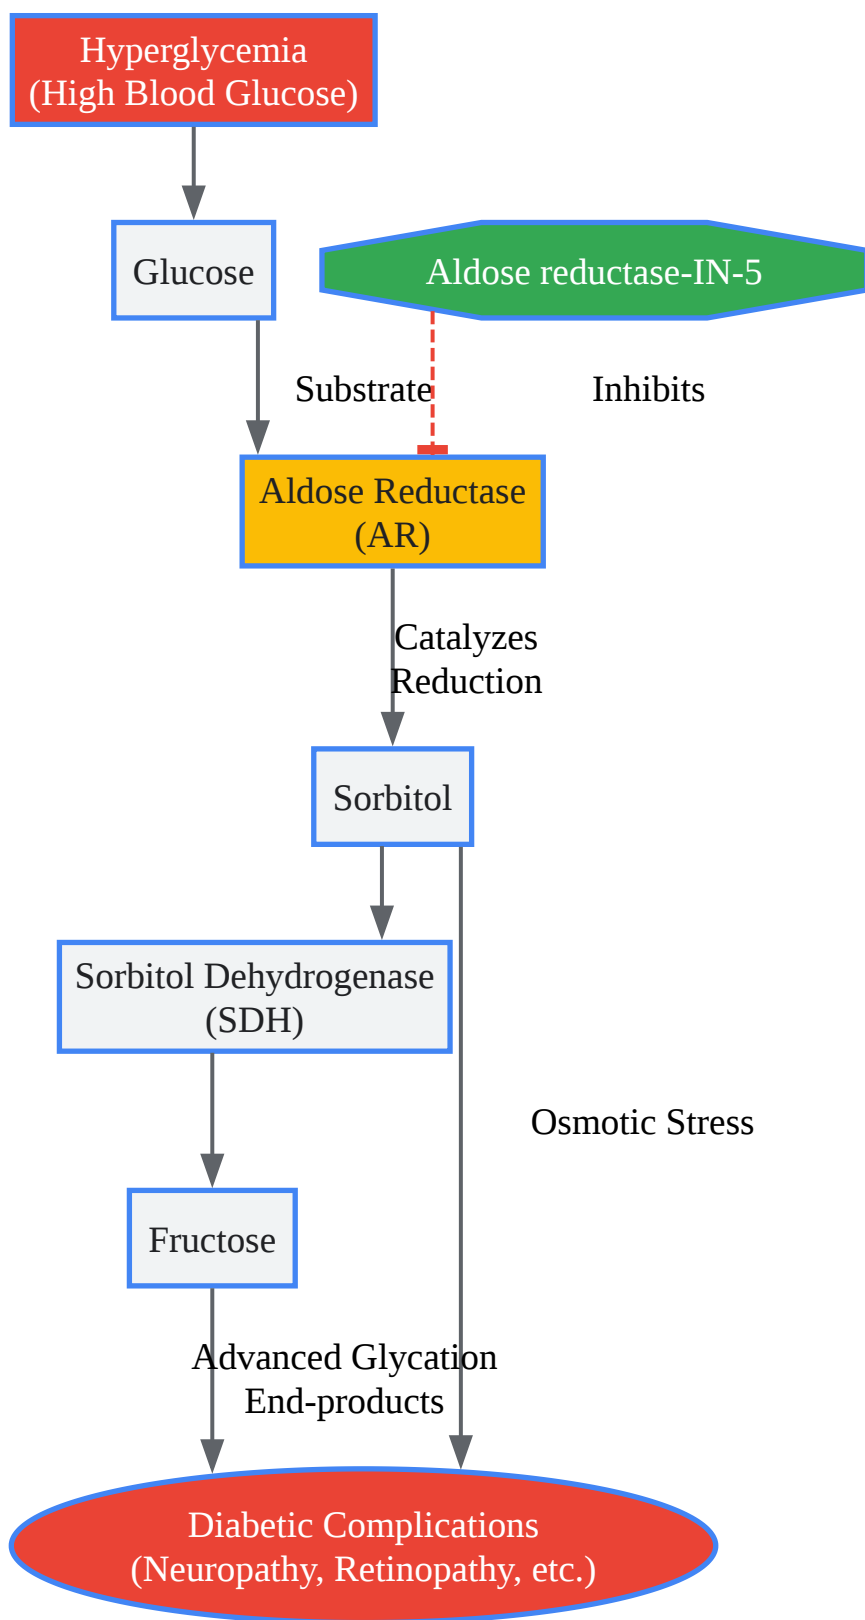 Hyperglycemia
(High Blood Glucose)
Glucose
Aldose reductase-IN-5
Substrate
Inhibits
Aldose Reductase
(AR)
Catalyzes
Reduction
Sorbitol
Sorbitol Dehydrogenase
(SDH)
Osmotic Stress
Fructose
Advanced Glycation
End-products
Diabetic Complications
(Neuropathy, Retinopathy, etc.)